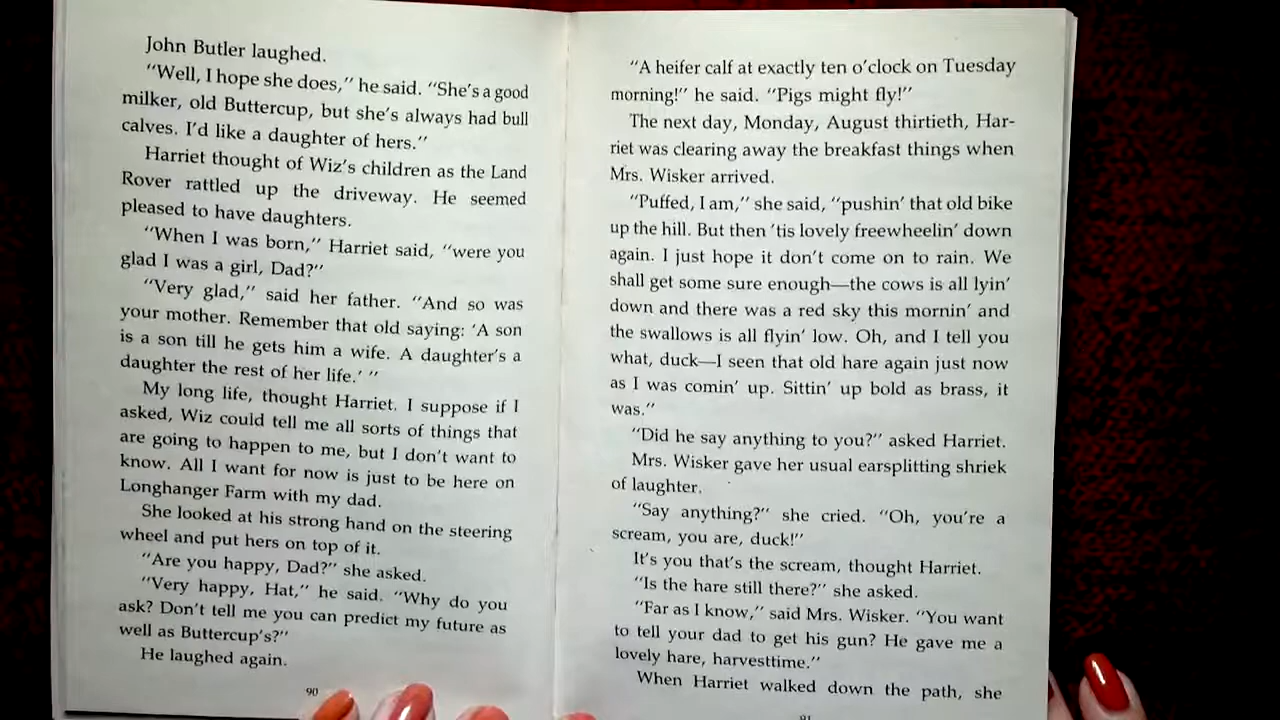 John Butler laughed.
"Well, I hope she does," he said. "She's a good
milker, old Buttercup, but she's always had bull
calves. I'd like a daughter of hers."
Harriet thought of Wiz's children as the Land
Rover rattled up the driveway. He seemed
pleased to have daughters.
"When I was born," Harriet said, "were you
glad I was a girl, Dad?"
"Very glad," said her father. "And so was
your mother. Remember that old saying: 'A son
is a son till he gets him a wife. A daughter's a
daughter the rest of her life.' "
My long life, thought Harriet. I suppose if I
asked, Wiz could tell me all sorts of things that
are going to happen to me, but I don't want to
know. All I want for now is just to be here on
Longhanger Farm with my dad.
She looked at his strong hand on the steering
wheel and put hers on top of it.
"Are you happy, Dad?" she asked.
"Very happy, Hat," he said. "Why do you
ask? Don't tell me you can predict my future as
well as Buttercup's?"
He laughed again.
90
"A heifer calf at exactly ten o'clock on Tuesday
morning!" he said. "Pigs might fly!"
The next day, Monday, August thirtieth, Har-
riet was clearing away the breakfast things when
Mrs. Wisker arrived.
"Puffed, I am," she said, "pushin' that old bike
up the hill. But then 'tis lovely freewheelin' down
again. I just hope it don't come on to rain. We
shall get some sure enough—the cows is all lyin'
down and there was a red sky this mornin' and
the swallows is all flyin' low. Oh, and I tell you
what, duck—I seen that old hare again just now
as I was comin' up. Sittin' up bold as brass, it
was."
"Did he say anything to you?" asked Harriet.
Mrs. Wisker gave her usual earsplitting shriek
of laughter.
"Say anything?" she cried. "Oh, you're a
scream, you are, duck!"
It's you that's the scream, thought Harriet.
"Is the hare still there?" she asked.
"Far as I know," said Mrs. Wisker. "You want
to tell your dad to get his gun? He gave me a
lovely hare, harvesttime."
When Harriet walked down the path, she
91